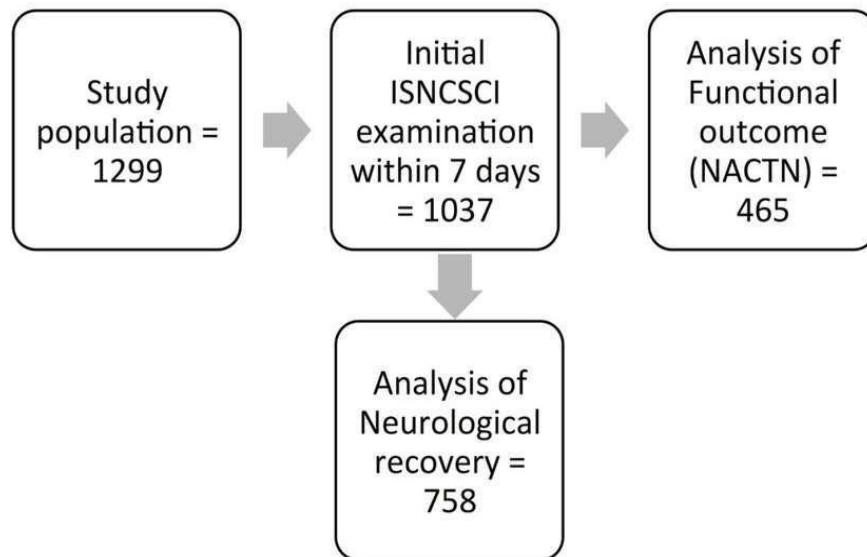 Study
population =
1299
Initial
ISNCSCI
examination
within 7 days
= 1037
Analysis of
Functional
outcome
(NACTN) =
465
Analysis of
Neurological
recovery =
758